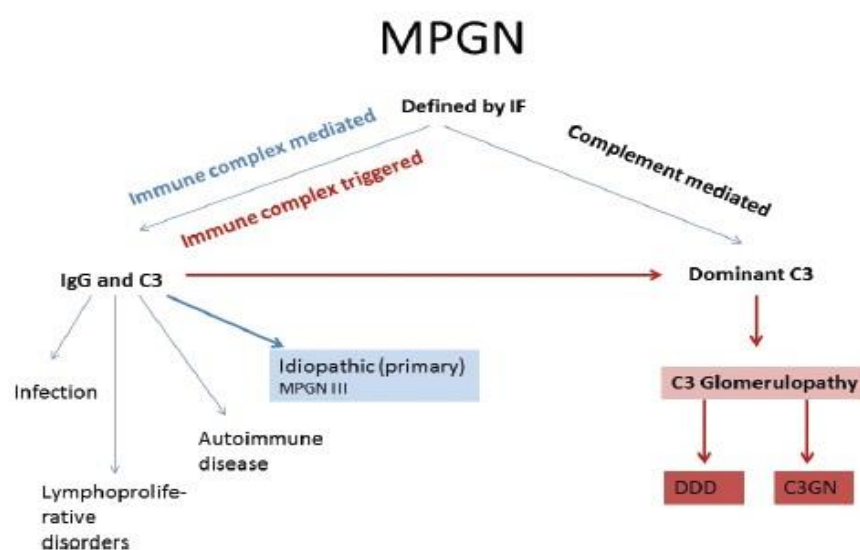 MPGN
Defined by IF
Immune complex mediated
Immune complex triggered
Complement mediated
IgG and C3
Dominant C3
Idiopathic (primary)
MPGN III
C3 Glomerulopathy
Infection
Autoimmune
disease
Lymphoprolife-
rative
disorders
DDD
C3GN